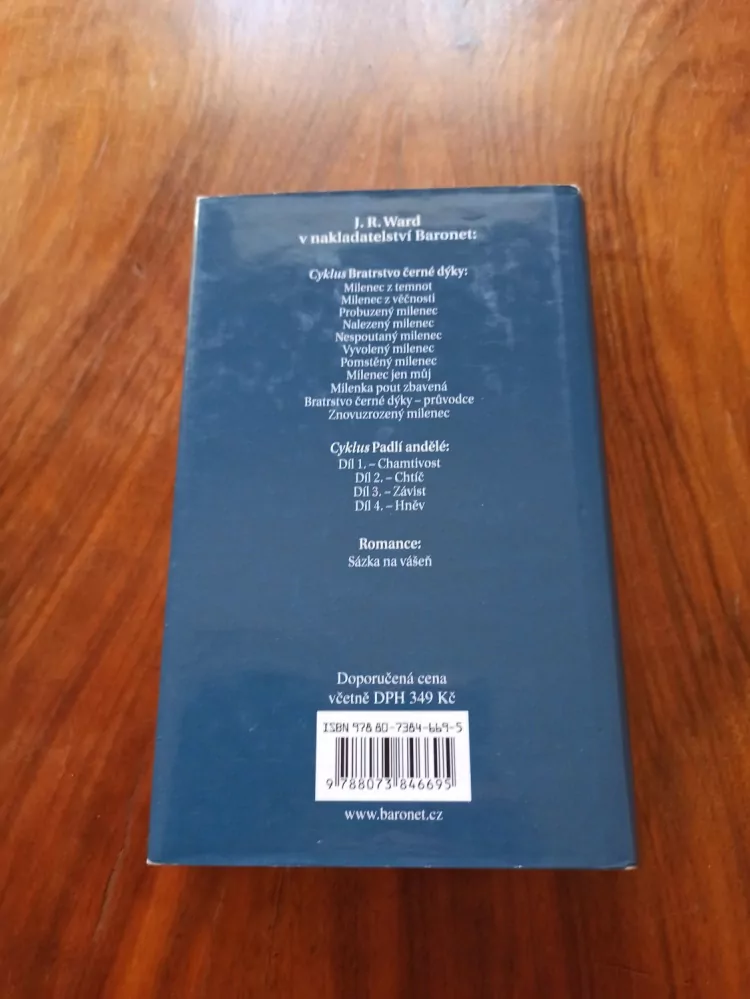 J. R. Ward
v nakladatelství Baronet:
Cyklus Bratrstvo černé dýky:
Milenec z temnot
Milenec z věčnosti
Probuzený milenec
Nalezený milenec
Nespoutaný milenec
Vyvolený milenec
Pomstěný milenec
Milenec jen můj
Milenka pout zbavená
Bratrstvo černé dýky – průvodce
Znovuzrozený milenec
Cyklus Padlí andělé:
Díl 1. – Chamtivost
Díl 2. – Chtíč
Díl 3. – Závist
Díl 4. – Hněv
Romance:
Sázka na vášeň
Doporučená cena
včetně DPH 349 Kč
ISBN 978 80-7384-669-5
9 788073 846695
www.baronet.cz